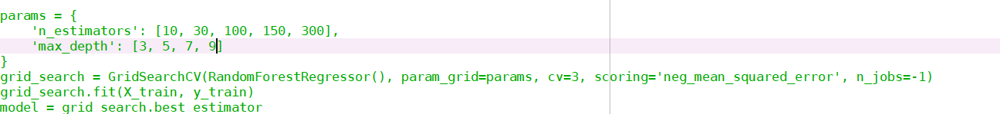 params = {
    'n_estimators': [10, 30, 100, 150, 300],
    'max_depth': [3, 5, 7, 9]
}
grid_search = GridSearchCV(RandomForestRegressor(), param_grid=params, cv=3, scoring='neg_mean_squared_error', n_jobs=-1)
grid_search.fit(X_train, y_train)
model = grid_search.best_estimator